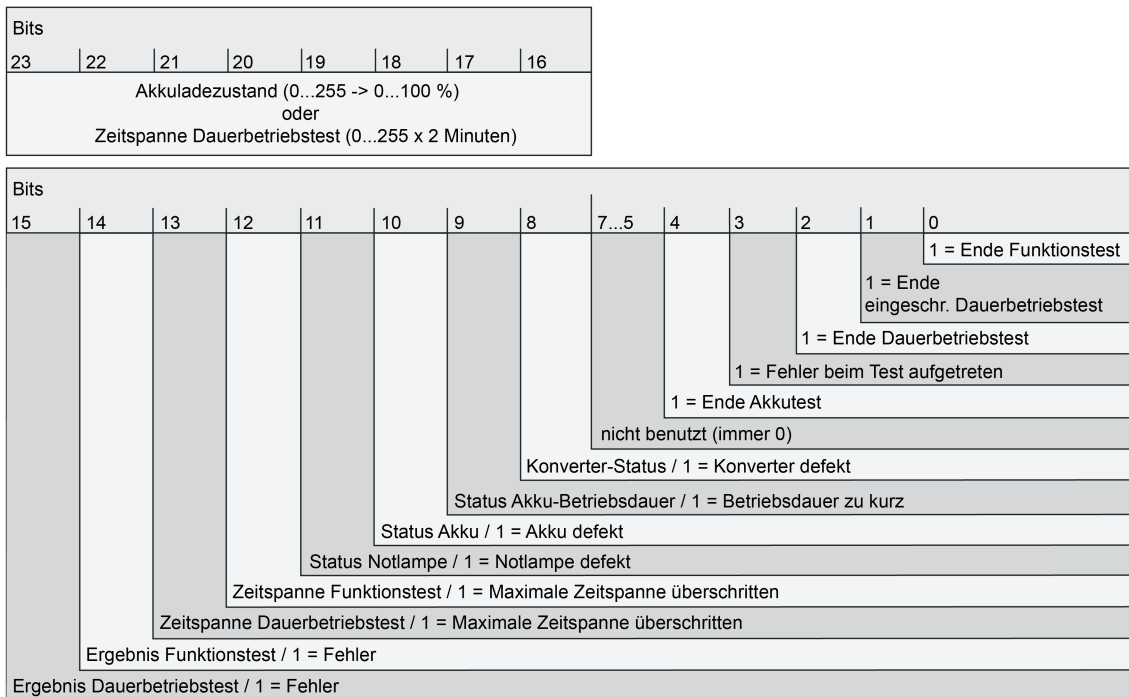 Bits
23 22 21 20 19 18 17 16
Akkuladezustand (0...255 -> 0...100 %)
oder
Zeitspanne Dauerbetriebstest (0...255 x 2 Minuten)
Bits
15 14 13 12 11 10 9 8 7...5 4 3 2 1 0
1 = Ende Funktionstest
1 = Ende
eingeschr. Dauerbetriebstest
1 = Ende Dauerbetriebstest
1 = Fehler beim Test aufgetreten
1 = Ende Akkutest
nicht benutzt (immer 0)
Konverter-Status / 1 = Konverter defekt
Status Akku-Betriebsdauer / 1 = Betriebsdauer zu kurz
Status Akku / 1 = Akku defekt
Status Notlampe / 1 = Notlampe defekt
Zeitspanne Funktionstest / 1 = Maximale Zeitspanne überschritten
Zeitspanne Dauerbetriebstest / 1 = Maximale Zeitspanne überschritten
Ergebnis Funktionstest / 1 = Fehler
Ergebnis Dauerbetriebstest / 1 = Fehler